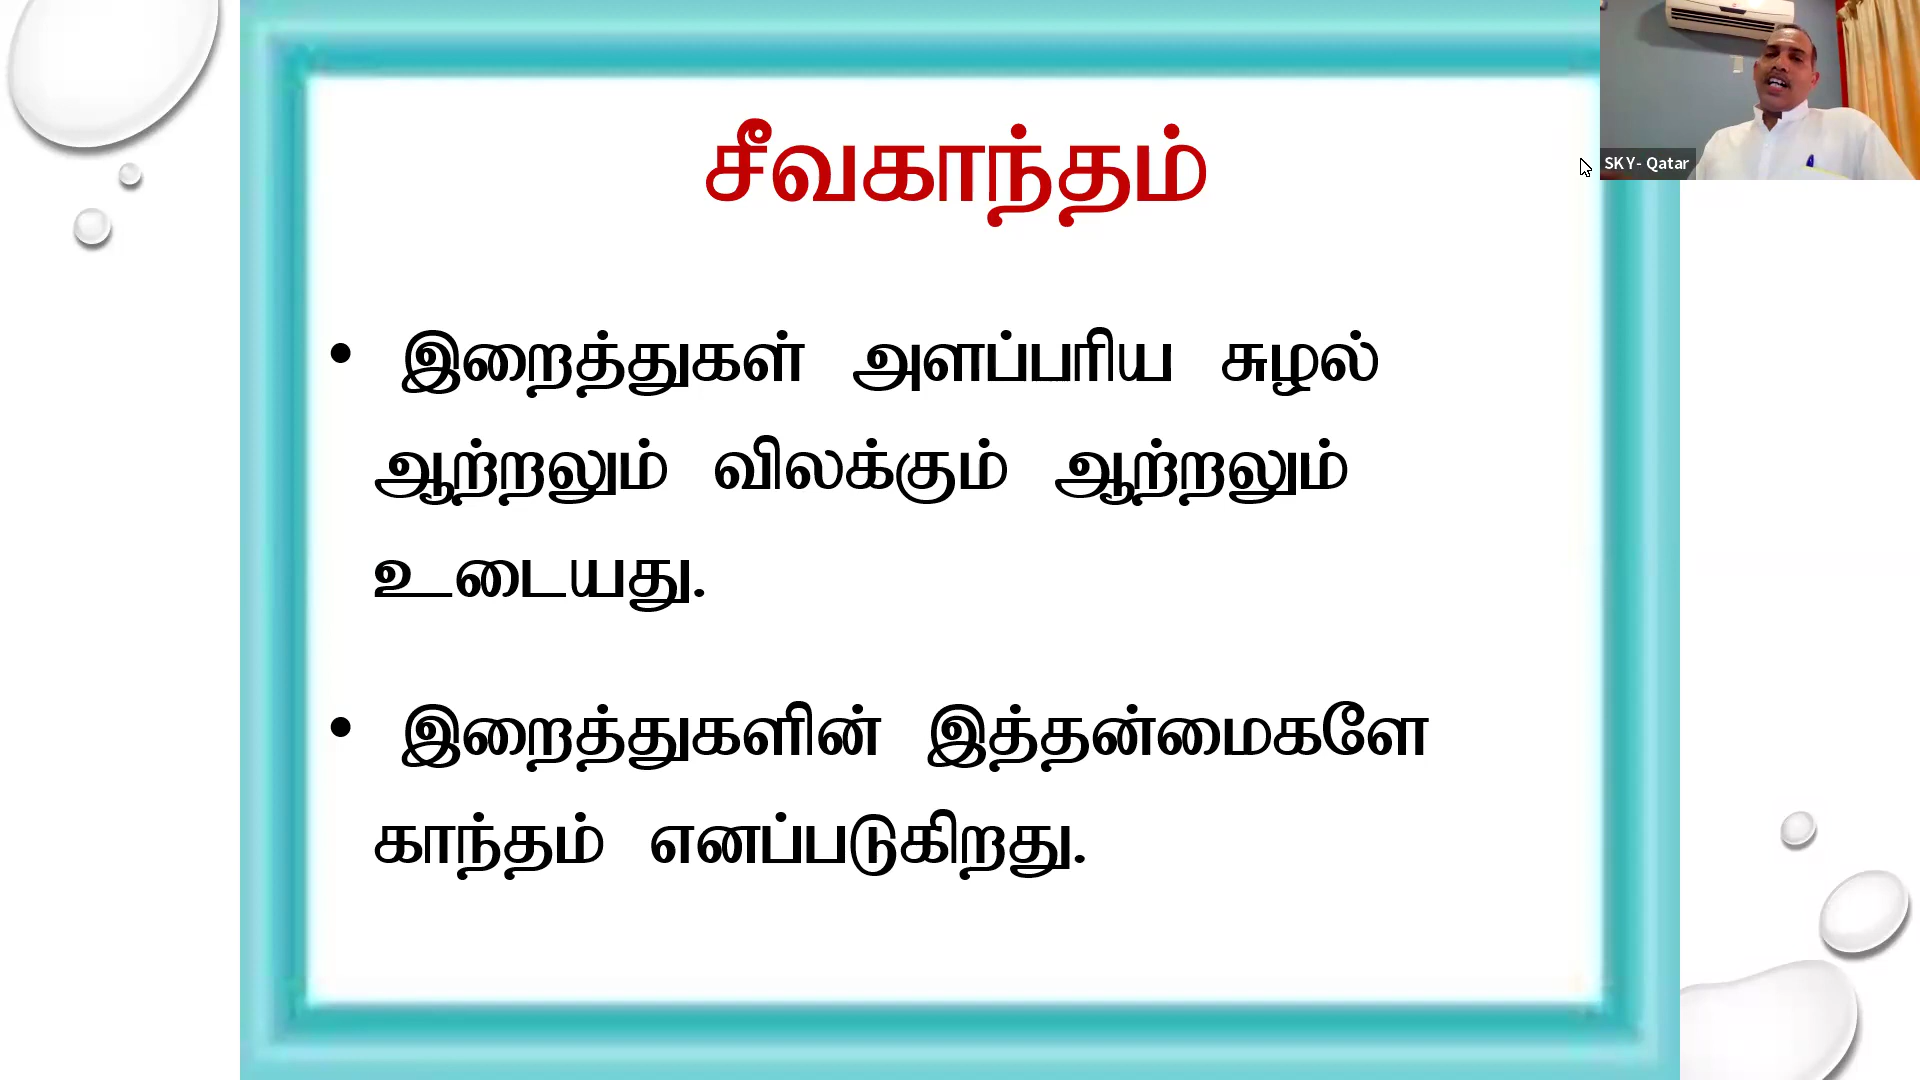 சீவகாந்தம்
SKY- Qatar
• இறைத்துகள் அளப்பரிய சுழல்
ஆற்றலும் விலக்கும் ஆற்றலும்
உடையது.
• இறைத்துகளின் இத்தன்மைகளே
காந்தம் எனப்படுகிறது.